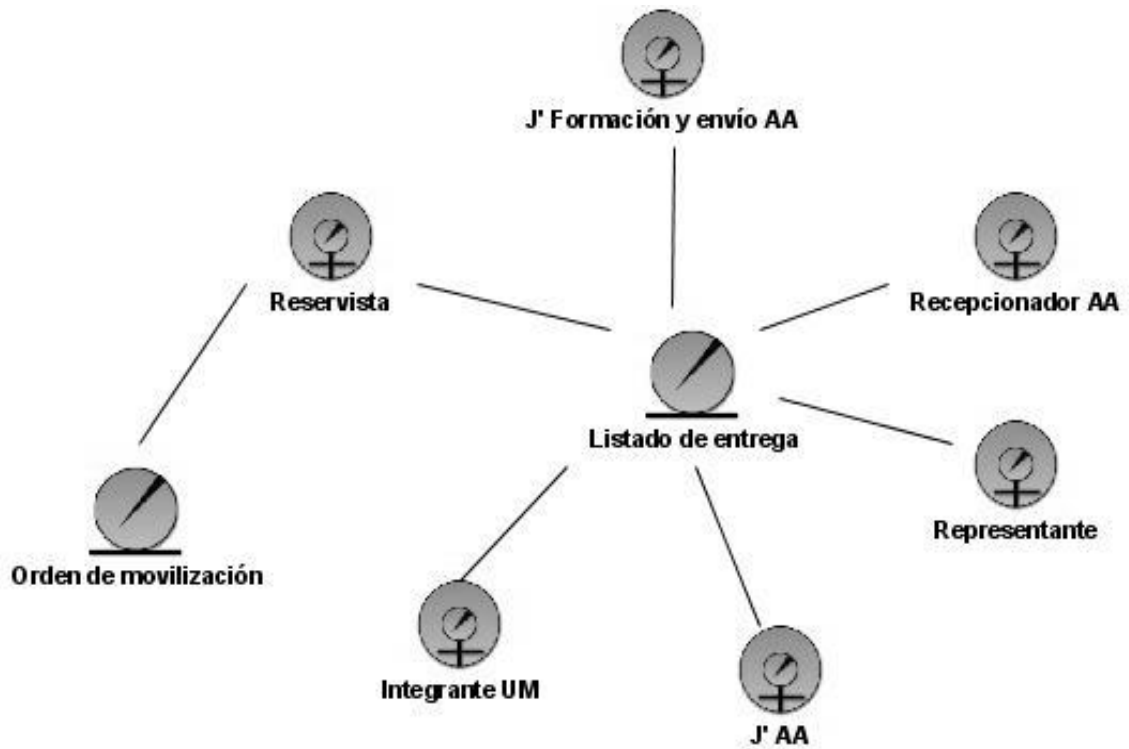 J' Formación y envío AA
Reservista
Recepcionador AA
Listado de entrega
Representante
Orden de movilización
Integrante UM
J' AA